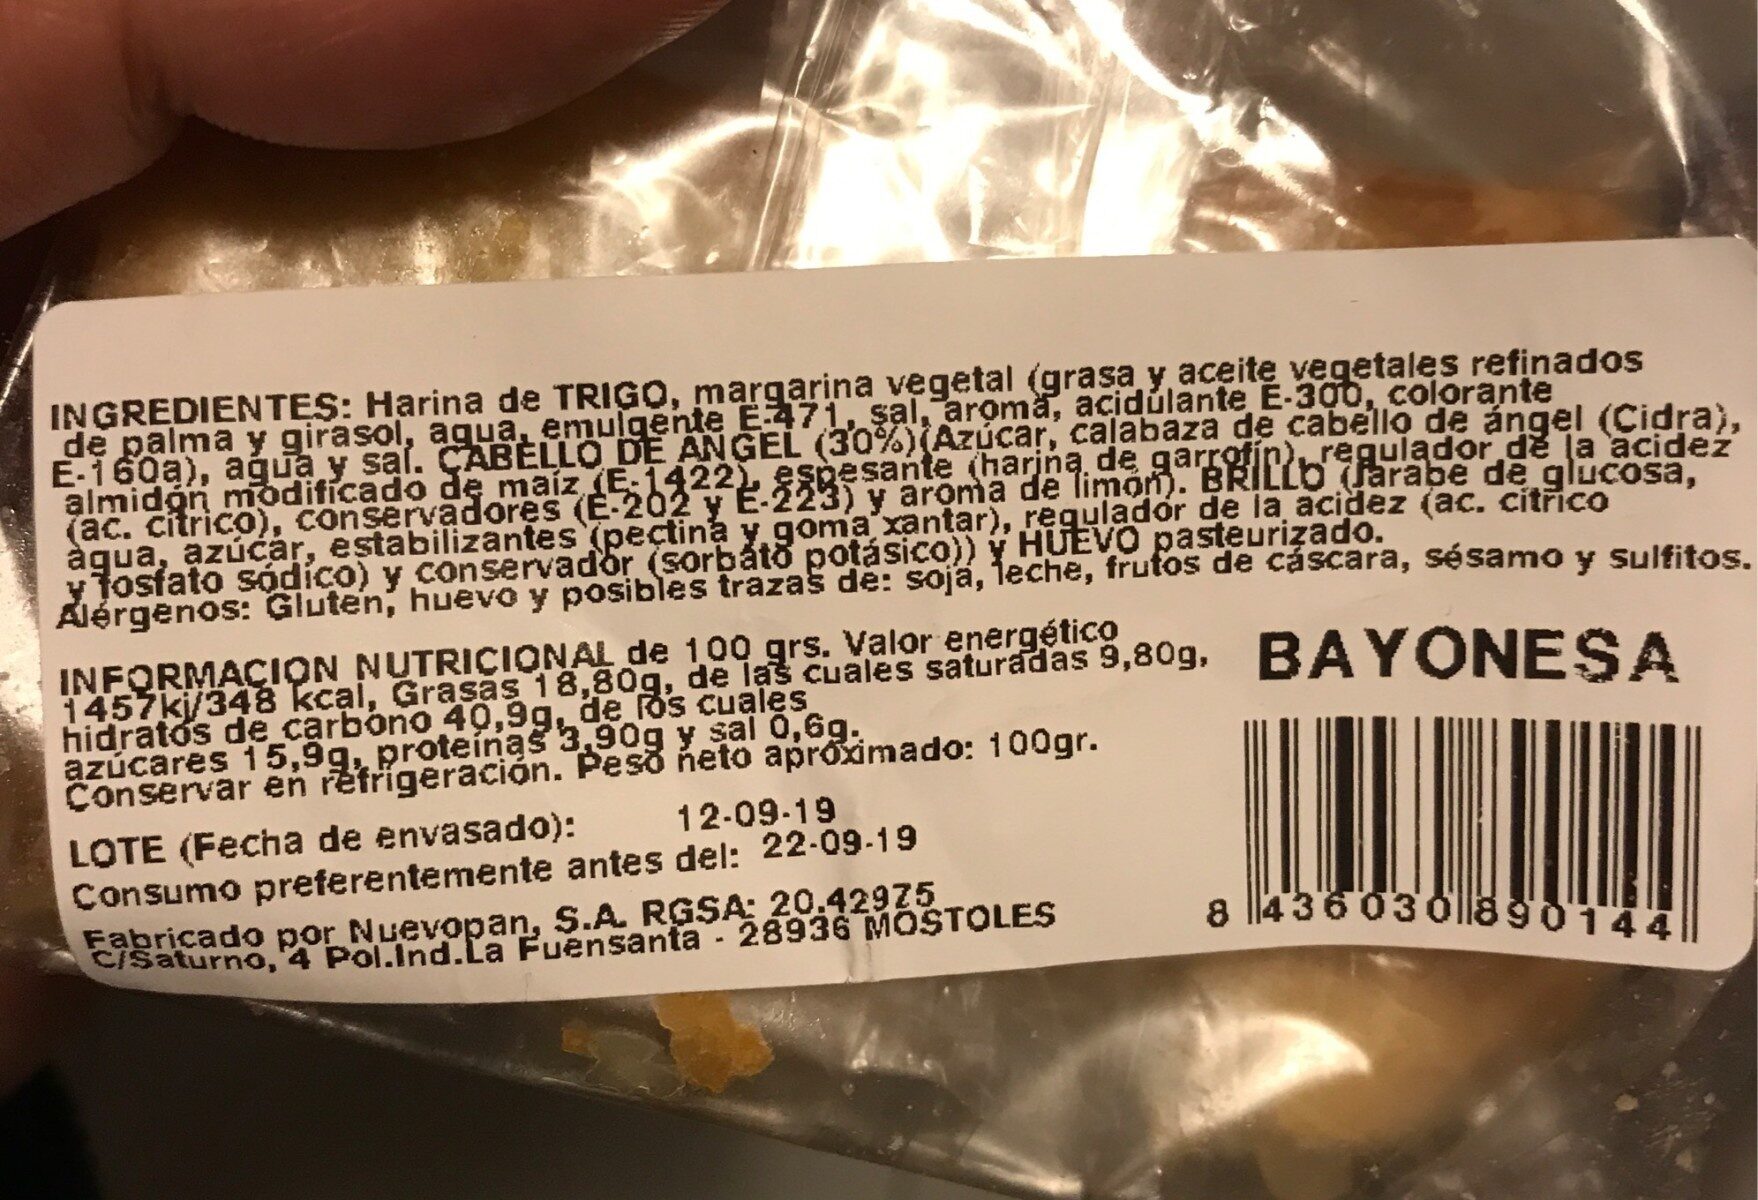 INGREDIENTES: Harina de TRIGO, margarina vegetal (grasa y aceite vegetales refinados
de palma y girasol, agua, emulgente E-471, sal, aroma, acidulante E-300, colorante
E-160a), agua y sal. CABELLO DE ANGEL (30%)(Azúcar, calabaza de cabello de ángel (Cidra),
almidón modificado de maíz (E-1422), espesante (harina de garrofín), regulador de la acidez
(ac. cítrico), conservadores (E-202 y E-223) y aroma de limón). BRILLO (Jarabe de glucosa,
agua, azúcar, estabilizantes (pectina y goma xantar), regulador de la acidez (ac. cítrico
y fosfato sódico) y conservador (sorbato potásico)) y HUEVO pasteurizado.
Alérgenos: Gluten, huevo y posibles trazas de: soja, leche, frutos de cáscara, sésamo y sulfitos.
INFORMACION NUTRICIONAL de 100 grs. Valor energético
1457kj/348 kcal, Grasas 18,80g, de las cuales saturadas 9,80g,
hidratos de carbono 40,9g, de los cuales
azúcares 15,9g, proteínas 3,90g y sal 0,6g.
Conservar en refrigeración. Peso neto aproximado: 100gr.
BAYONESA
LOTE (Fecha de envasado): 12-09-19
Consumo preferentemente antes del: 22-09-19
Fabricado por Nuevopan, S.A. RGSA: 20.42975
C/Saturno, 4 Pol.Ind.La Fuensanta - 28936 MOSTOLES
8 436030 890144